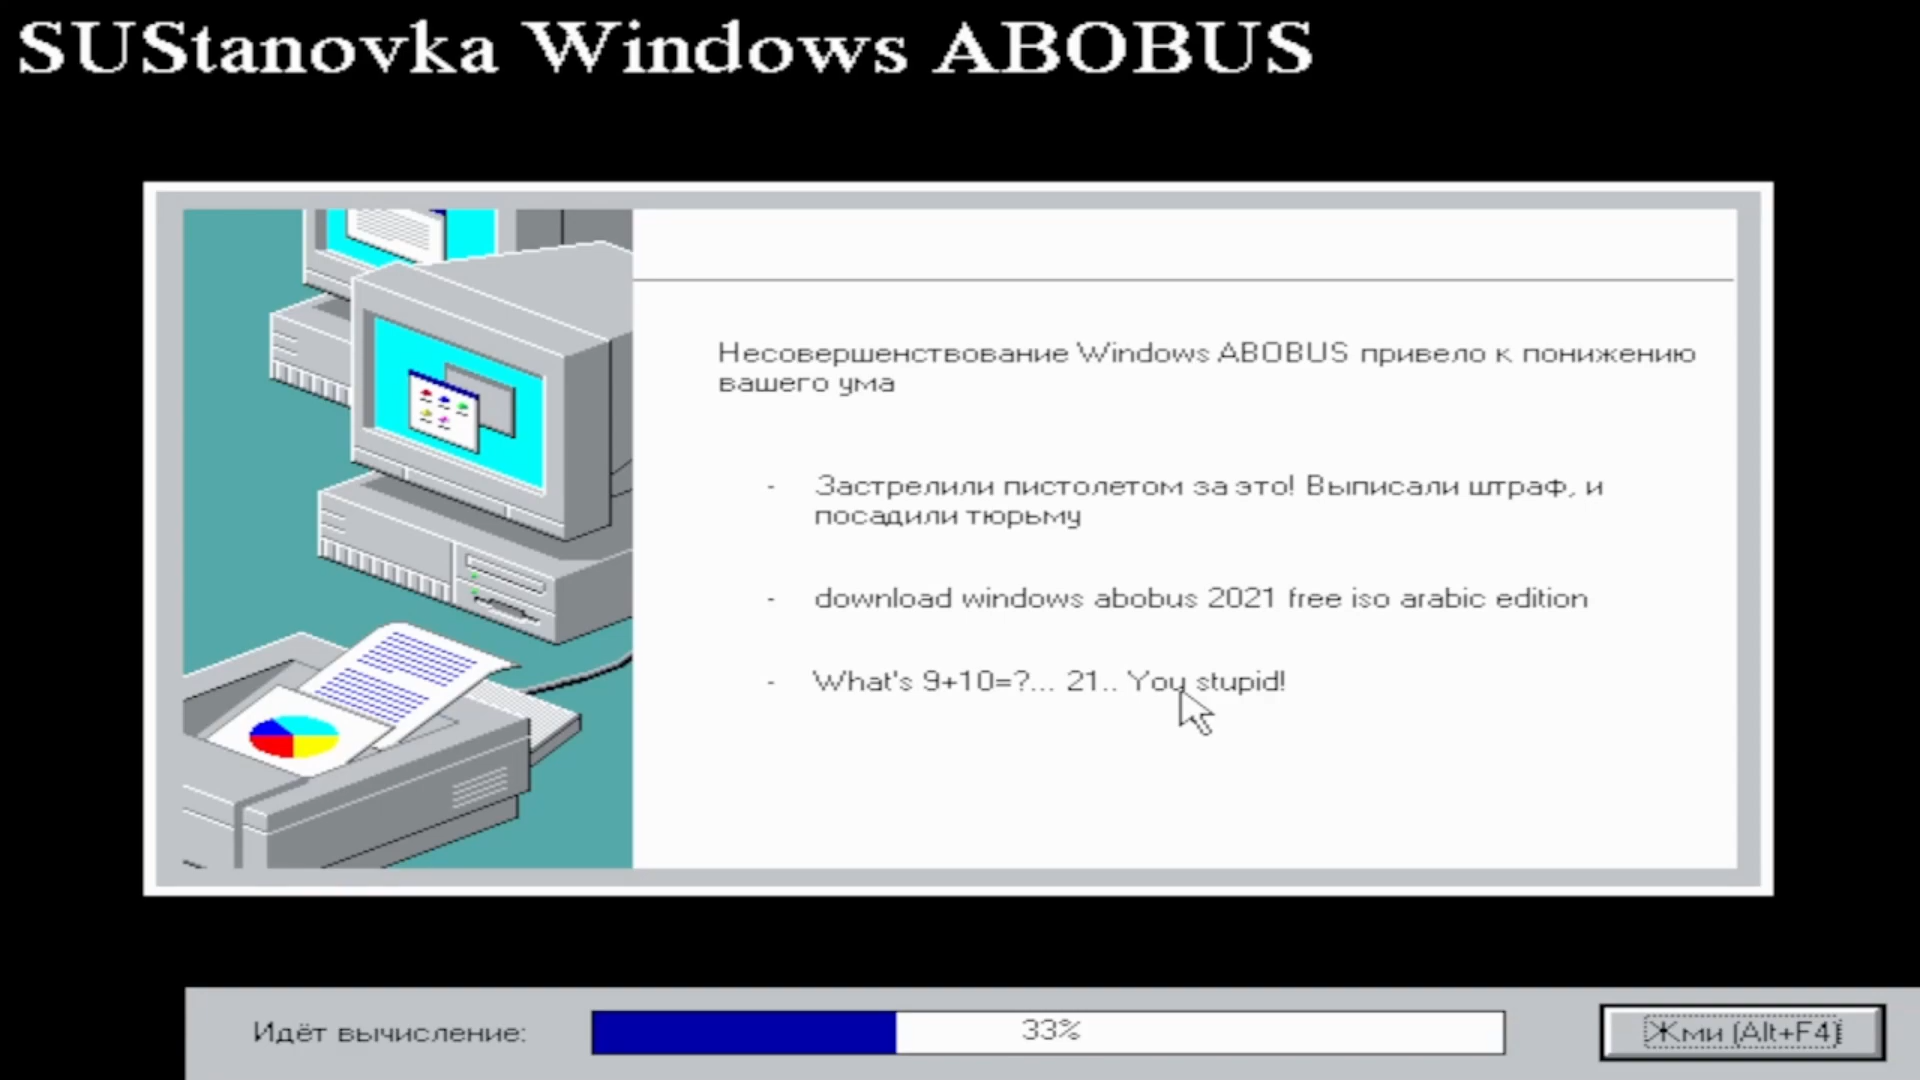 SUStanovka Windows ABOBUS
Несовершенствование Windows ABOBUS привело к понижению
вашего ума
- Застрелили пистолетом за это! Выписали штраф, и
посадили тюрьму
- download windows abobus 2021 free iso arabic edition
- What's 9+10=?... 21.. You stupid!
Идёт вычисление:
33%
Жми (Alt+F4)